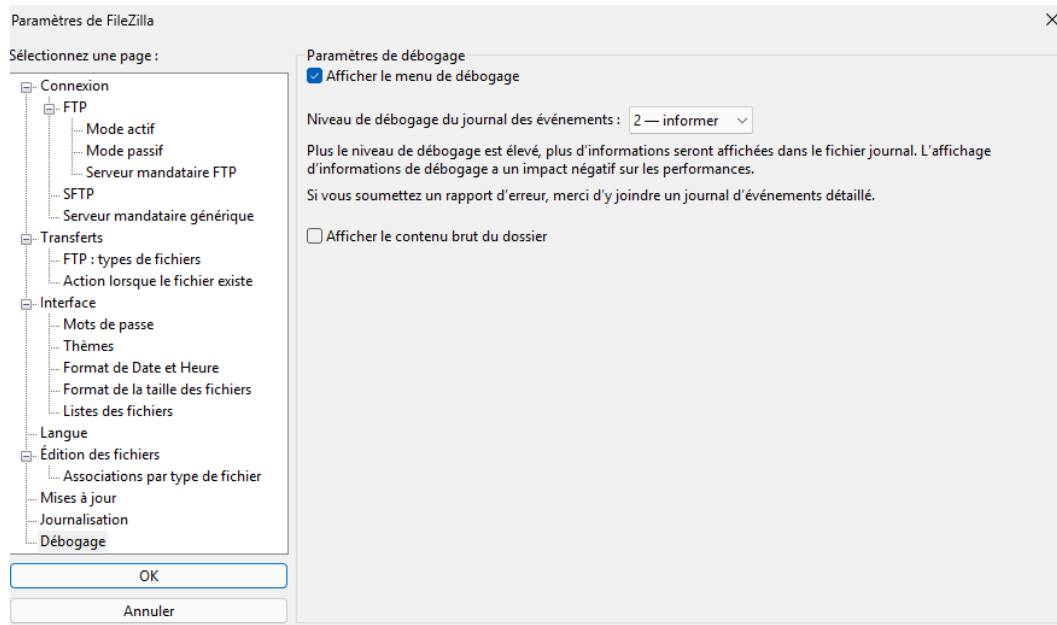 Paramètres de FileZilla
Sélectionnez une page :
Connexion
FTP
Mode actif
Mode passif
Serveur mandataire FTP
SFTP
Serveur mandataire générique
Transferts
FTP : types de fichiers
Action lorsque le fichier existe
Interface
Mots de passe
Thèmes
Format de Date et Heure
Format de la taille des fichiers
Listes des fichiers
Langue
Édition des fichiers
Associations par type de fichier
Mises à jour
Journalisation
Débogage
OK
Annuler
Paramètres de débogage
Afficher le menu de débogage
Niveau de débogage du journal des événements : 2 — informer
Plus le niveau de débogage est élevé, plus d’informations seront affichées dans le fichier journal. L’affichage
d’informations de débogage a un impact négatif sur les performances.
Si vous soumettez un rapport d’erreur, merci d’y joindre un journal d’événements détaillé.
Afficher le contenu brut du dossier